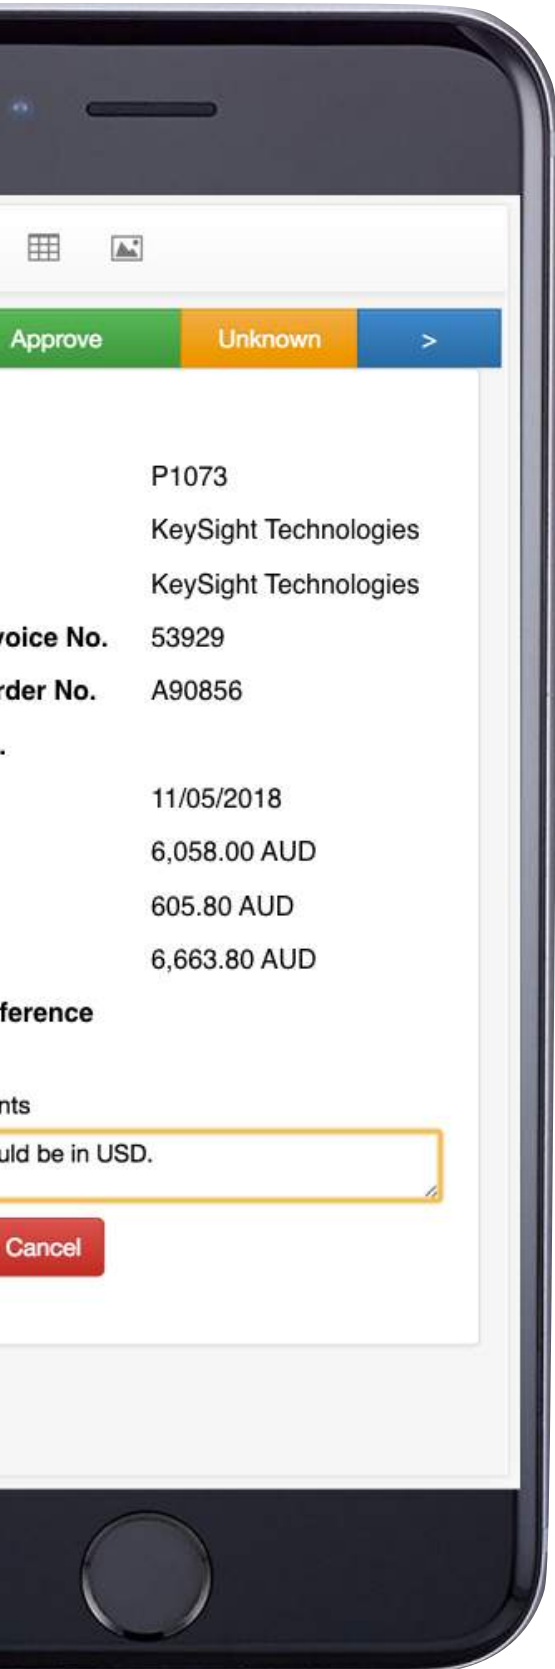 Approve Unknown >
P1073
KeySight Technologies
KeySight Technologies
voice No. 53929
rder No. A90856
.
11/05/2018
6,058.00 AUD
605.80 AUD
6,663.80 AUD
ference
nts
uld be in USD.
Cancel